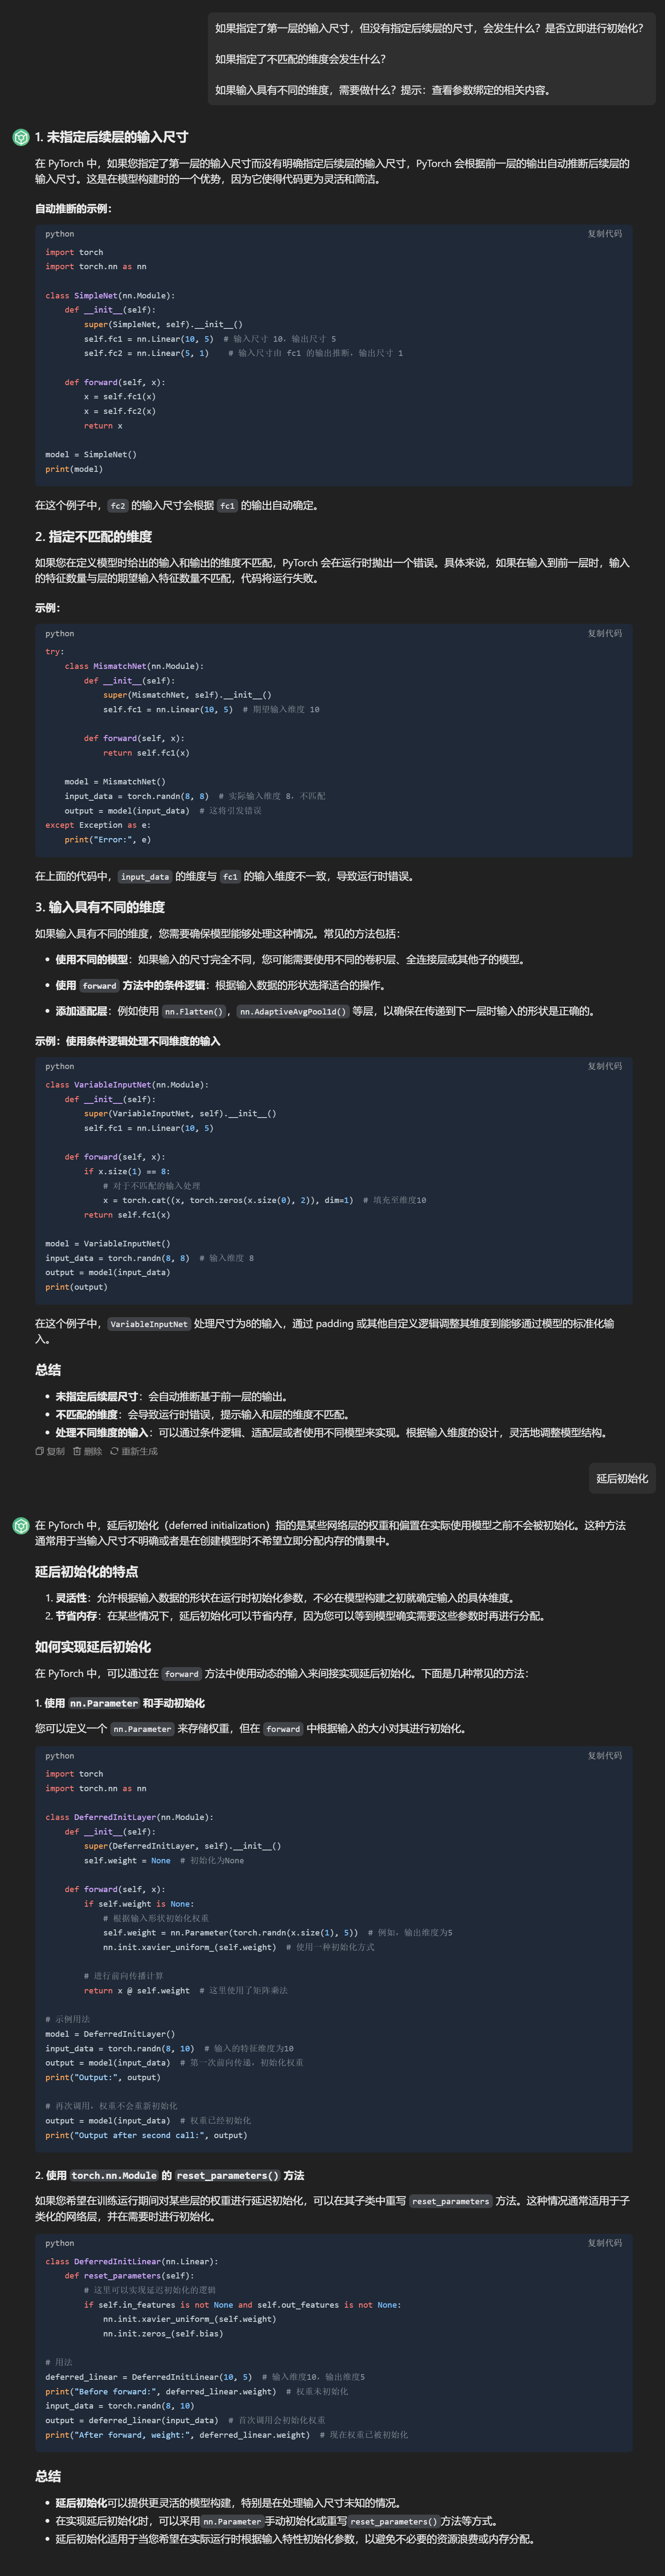 如果指定了第一层的输入尺寸，但没有指定后续层的尺寸，会发生什么？是否立即进行初始化？
如果指定了不匹配的维度会发生什么？
如果输入具有不同的维度，需要做什么？提示：查看参数绑定的相关内容。
1. 未指定后续层的输入尺寸
在 PyTorch 中，如果您指定了第一层的输入尺寸而没有明确指定后续层的输入尺寸，PyTorch 会根据前一层的输出自动推断后续层的
输入尺寸。这是在模型构建时的一个优势，因为它使得代码更为灵活和简洁。
自动推断的示例：
python 复制代码
import torch
import torch.nn as nn
class SimpleNet(nn.Module):
    def __init__(self):
        super(SimpleNet, self).__init__()
        self.fc1 = nn.Linear(10, 5)  # 输入尺寸 10，输出尺寸 5
        self.fc2 = nn.Linear(5, 1)    # 输入尺寸由 fc1 的输出推断，输出尺寸 1
    def forward(self, x):
        x = self.fc1(x)
        x = self.fc2(x)
        return x
model = SimpleNet()
print(model)
在这个例子中，fc2 的输入尺寸会根据 fc1 的输出自动确定。
2. 指定不匹配的维度
如果您在定义模型时给出的输入和输出的维度不匹配，PyTorch 会在运行时抛出一个错误。具体来说，如果在输入到前一层时，输入
的特征数量与层的期望输入特征数量不匹配，代码将运行失败。
示例：
python 复制代码
try:
    class MismatchNet(nn.Module):
        def __init__(self):
            super(MismatchNet, self).__init__()
            self.fc1 = nn.Linear(10, 5)  # 期望输入维度 10
        def forward(self, x):
            return self.fc1(x)
    model = MismatchNet()
    input_data = torch.randn(8, 8)  # 实际输入维度 8，不匹配
    output = model(input_data)  # 这将引发错误
except Exception as e:
    print("Error:", e)
在上面的代码中，input_data 的维度与 fc1 的输入维度不一致，导致运行时错误。
3. 输入具有不同的维度
如果输入具有不同的维度，您需要确保模型能够处理这种情况。常见的方法包括：
• 使用不同的模型：如果输入的尺寸完全不同，您可能需要使用不同的卷积层、全连接层或其他子的模型。
• 使用 forward 方法中的条件逻辑：根据输入数据的形状选择适合的操作。
• 添加适配层：例如使用 nn.Flatten()，nn.AdaptiveAvgPool1d() 等层，以确保在传递到下一层时输入的形状是正确的。
示例：使用条件逻辑处理不同维度的输入
python 复制代码
class VariableInputNet(nn.Module):
    def __init__(self):
        super(VariableInputNet, self).__init__()
        self.fc1 = nn.Linear(10, 5)
    def forward(self, x):
        if x.size(1) == 8:
            # 对于不匹配的输入处理
            x = torch.cat((x, torch.zeros(x.size(0), 2)), dim=1)  # 填充至维度10
        return self.fc1(x)
model = VariableInputNet()
input_data = torch.randn(8, 8)  # 输入维度 8
output = model(input_data)
print(output)
在这个例子中，VariableInputNet 处理尺寸为8的输入，通过 padding 或其他自定义逻辑调整其维度到能够通过模型的标准化输
入。
总结
• 未指定后续层尺寸：会自动推断基于前一层的输出。
• 不匹配的维度：会导致运行时错误，提示输入和层的维度不匹配。
• 处理不同维度的输入：可以通过条件逻辑、适配层或者使用不同模型来实现。根据输入维度的设计，灵活地调整模型结构。
复制 删除 重新生成
延后初始化
在 PyTorch 中，延后初始化（deferred initialization）指的是某些网络层的权重和偏置在实际使用模型之前不会被初始化。这种方法
通常用于当输入尺寸不明确或者是在创建模型时不希望立即分配内存的情景中。
延后初始化的特点
1. 灵活性：允许根据输入数据的形状在运行时初始化参数，不必在模型构建之初就确定输入的具体维度。
2. 节省内存：在某些情况下，延后初始化可以节省内存，因为您可以等到模型确实需要这些参数时再进行分配。
如何实现延后初始化
在 PyTorch 中，可以通过在 forward 方法中使用动态的输入来间接实现延后初始化。下面是几种常见的方法：
1. 使用 nn.Parameter 和手动初始化
您可以定义一个 nn.Parameter 来存储权重，但在 forward 中根据输入的大小对其进行初始化。
python 复制代码
import torch
import torch.nn as nn
class DeferredInitLayer(nn.Module):
    def __init__(self):
        super(DeferredInitLayer, self).__init__()
        self.weight = None  # 初始化为None
    def forward(self, x):
        if self.weight is None:
            # 根据输入形状初始化权重
            self.weight = nn.Parameter(torch.randn(x.size(1), 5))  # 例如，输出维度为5
            nn.init.xavier_uniform_(self.weight)  # 使用一种初始化方式
        # 进行前向传播计算
        return x @ self.weight  # 这里使用了矩阵乘法
# 示例用法
model = DeferredInitLayer()
input_data = torch.randn(8, 10)  # 输入的特征维度为10
output = model(input_data)  # 第一次前向传递，初始化权重
print("Output:", output)
# 再次调用，权重不会重新初始化
output = model(input_data)  # 权重已经初始化
print("Output after second call:", output)
2. 使用 torch.nn.Module 的 reset_parameters() 方法
如果您希望在训练运行期间对某些层的权重进行延迟初始化，可以在其子类中重写 reset_parameters 方法。这种情况通常适用于子
类化的网络层，并在需要时进行初始化。
python 复制代码
class DeferredInitLinear(nn.Linear):
    def reset_parameters(self):
        # 这里可以实现延迟初始化的逻辑
        if self.in_features is not None and self.out_features is not None:
            nn.init.xavier_uniform_(self.weight)
            nn.init.zeros_(self.bias)
# 用法
deferred_linear = DeferredInitLinear(10, 5)  # 输入维度10，输出维度5
print("Before forward:", deferred_linear.weight)  # 权重未初始化
input_data = torch.randn(8, 10)
output = deferred_linear(input_data)  # 首次调用会初始化权重
print("After forward, weight:", deferred_linear.weight)  # 现在权重已被初始化
总结
• 延后初始化可以提供更灵活的模型构建，特别是在处理输入尺寸未知的情况。
• 在实现延后初始化时，可以采用nn.Parameter手动初始化或重写reset_parameters()方法等方式。
• 延后初始化适用于当您希望在实际运行时根据输入特性初始化参数，以避免不必要的资源浪费或内存分配。